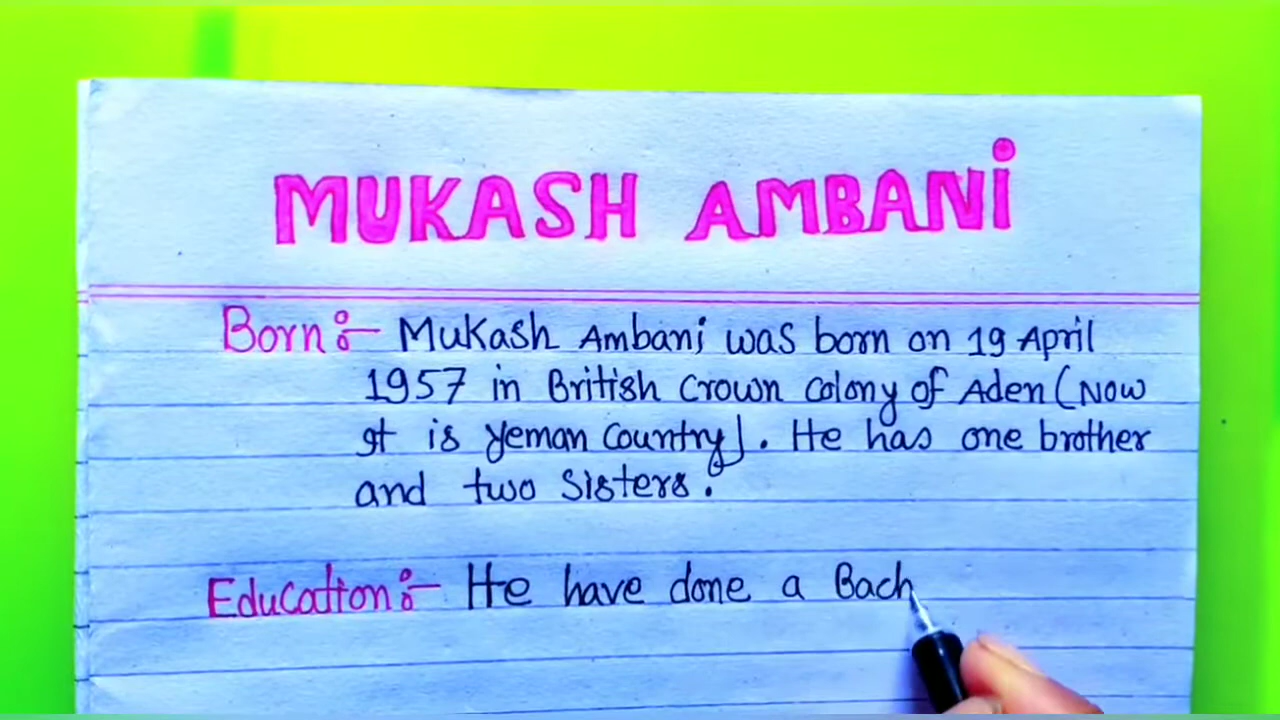 MUKASH AMBANi
Born :- Mukash Ambani was born on 19 April
1957 in British Crown Colony of Aden (Now
It is Yeman Country). He has one brother
and two Sisters.
Education :- He have done a Bach